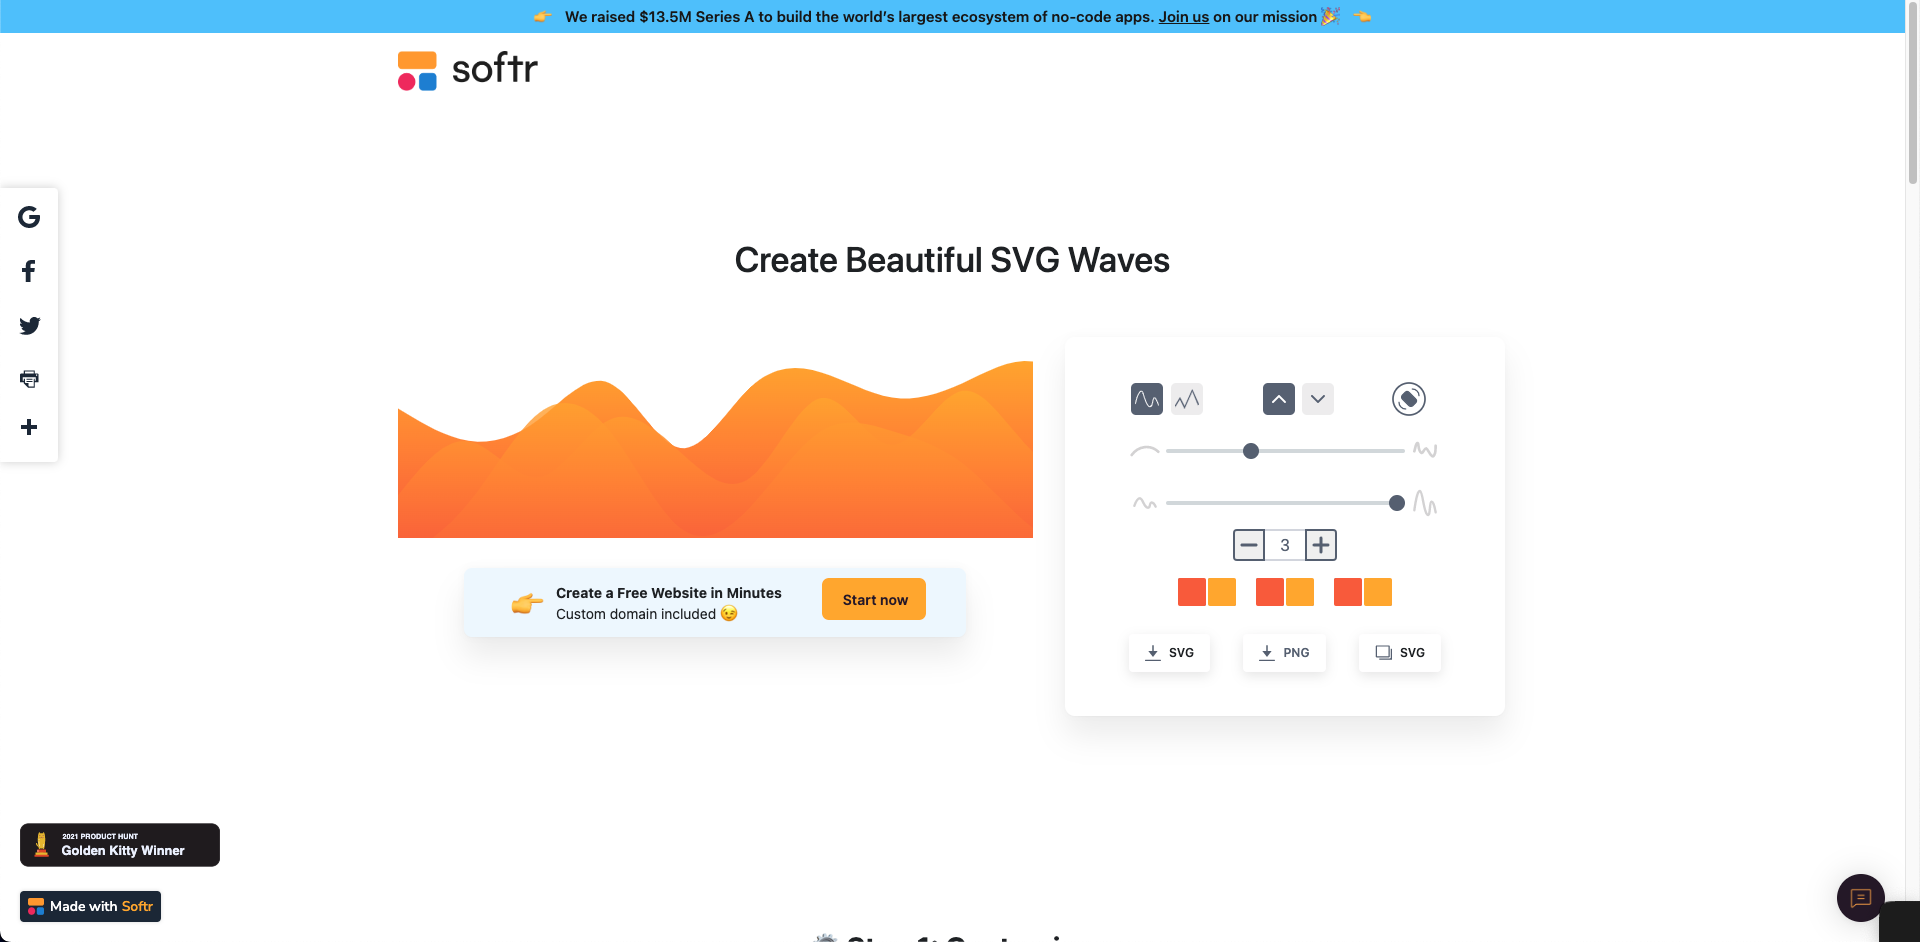 We raised $13.5M Series A to build the world's largest ecosystem of no-code apps. Join us on our mission
softr
Create Beautiful SVG Waves
3
Create a Free Website in Minutes
Custom domain included
Start now
SVG
PNG
SVG
2021 PRODUCT HUNT
Golden Kitty Winner
Made with Softr